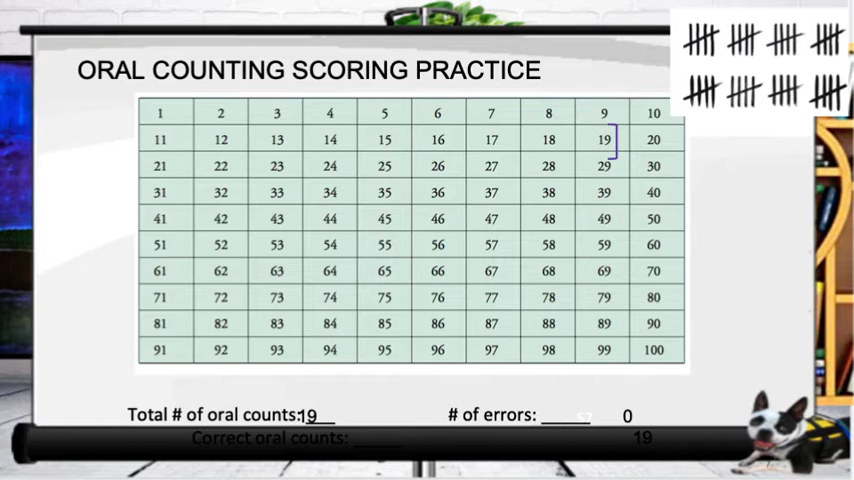 ORAL COUNTING SCORING PRACTICE
1 2 3 4 5 6 7 8 9 10
11 12 13 14 15 16 17 18 19 20
21 22 23 24 25 26 27 28 29 30
31 32 33 34 35 36 37 38 39 40
41 42 43 44 45 46 47 48 49 50
51 52 53 54 55 56 57 58 59 60
61 62 63 64 65 66 67 68 69 70
71 72 73 74 75 76 77 78 79 80
81 82 83 84 85 86 87 88 89 90
91 92 93 94 95 96 97 98 99 100
Total # of oral counts:19__ # of errors: _____ 57 0
Correct oral counts: _____ 19